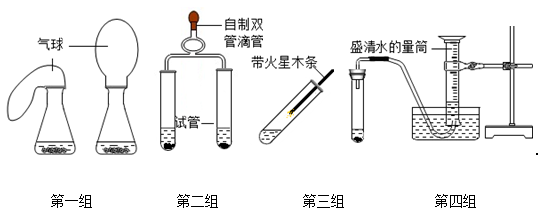 气球
自制双
管滴管
试管
带火星木条
盛清水的量筒
第一组
第二组
第三组
第四组